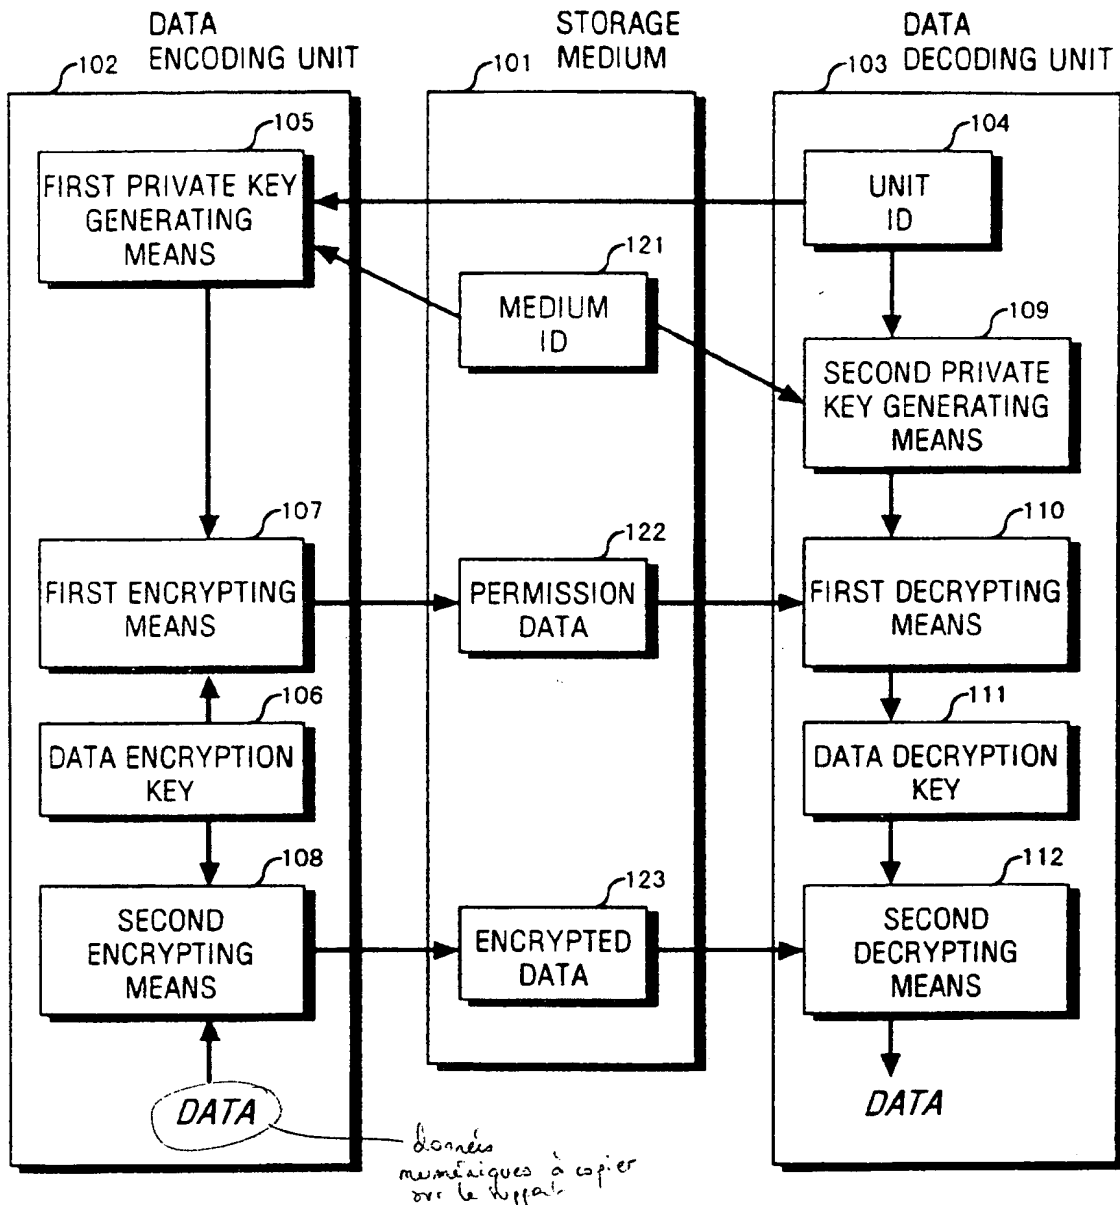 DATA
ENCODING UNIT
102
STORAGE
MEDIUM
101
DATA
DECODING UNIT
103
105
FIRST PRIVATE KEY
GENERATING
MEANS
104
UNIT
ID
121
MEDIUM
ID
109
SECOND PRIVATE
KEY GENERATING
MEANS
107
FIRST ENCRYPTING
MEANS
122
PERMISSION
DATA
110
FIRST DECRYPTING
MEANS
106
DATA ENCRYPTION
KEY
111
DATA DECRYPTION
KEY
108
SECOND
ENCRYPTING
MEANS
123
ENCRYPTED
DATA
112
SECOND
DECRYPTING
MEANS
DATA
DATA
données
numériques à copier
sur le support